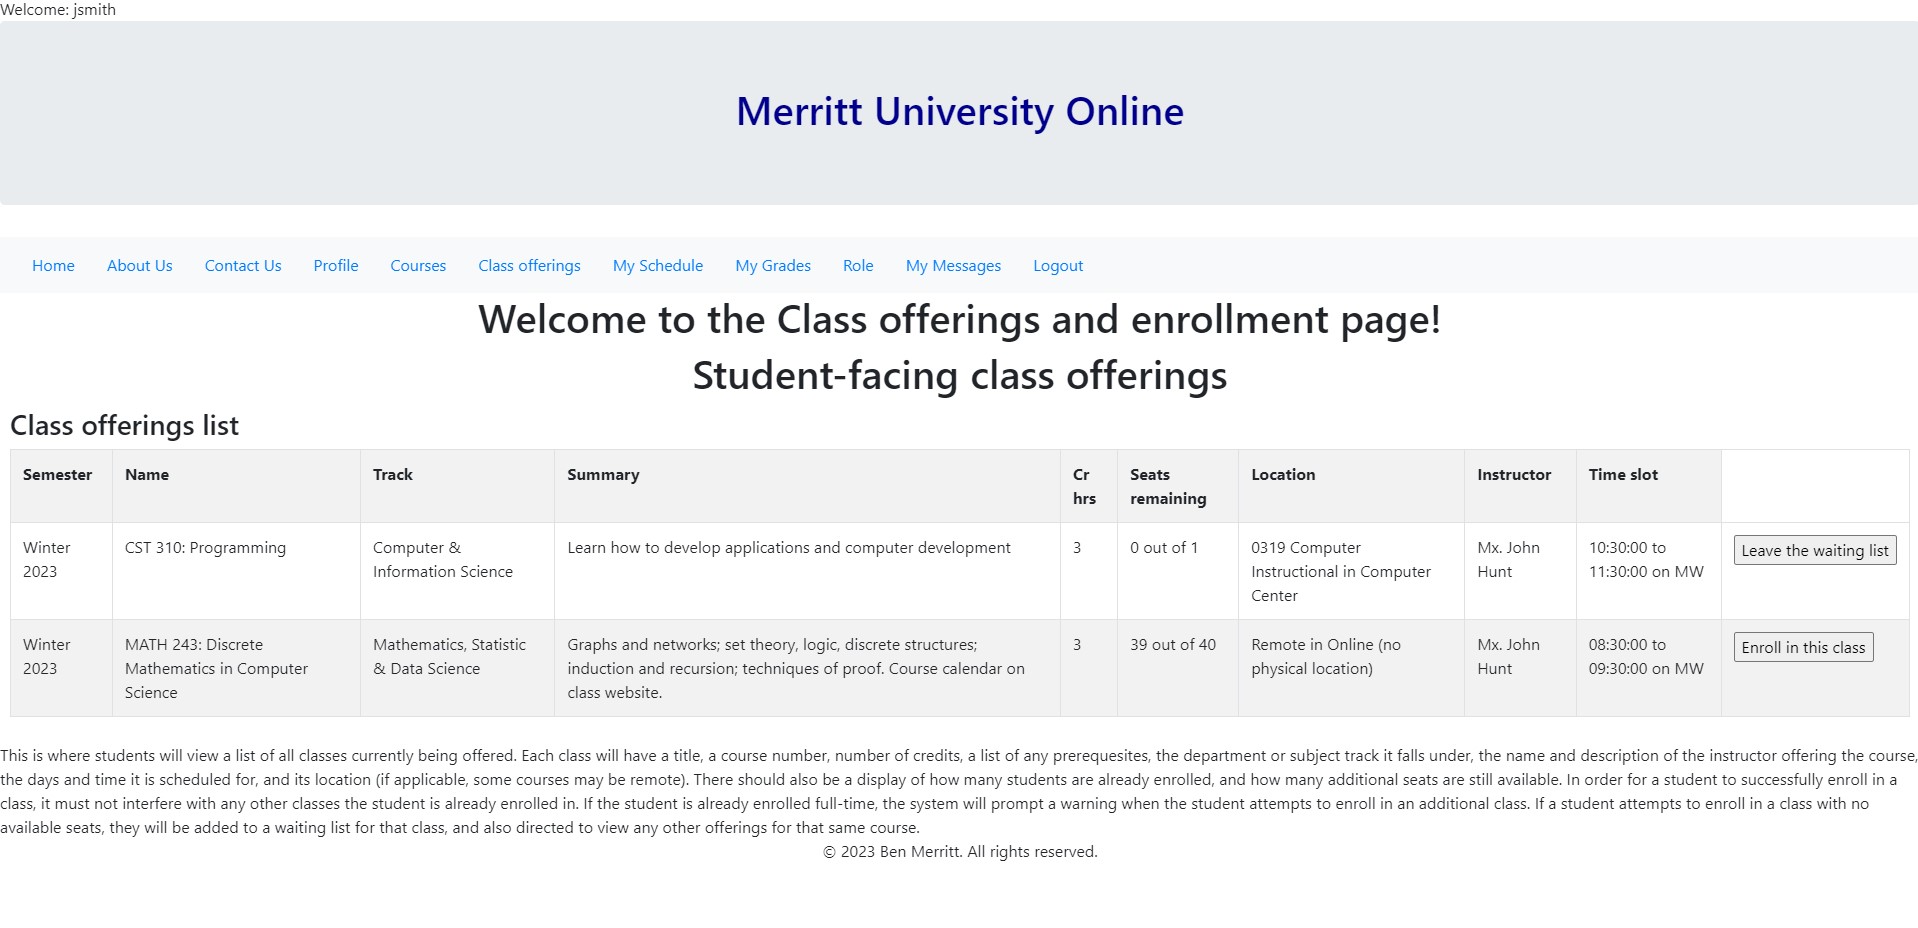 Welcome: jsmith
Merritt University Online
Home About Us Contact Us Profile Courses Class offerings My Schedule My Grades Role My Messages Logout
Welcome to the Class offerings and enrollment page!
Student-facing class offerings
Class offerings list
Semester Name Track Summary Cr hrs Seats remaining Location Instructor Time slot
Winter 2023 CST 310: Programming Computer & Information Science Learn how to develop applications and computer development 3 0 out of 1 0319 Computer Instructional in Computer Center Mx. John Hunt 10:30:00 to 11:30:00 on MW Leave the waiting list
Winter 2023 MATH 243: Discrete Mathematics in Computer Science Mathematics, Statistic & Data Science Graphs and networks; set theory, logic, discrete structures; induction and recursion; techniques of proof. Course calendar on class website. 3 39 out of 40 Remote in Online (no physical location) Mx. John Hunt 08:30:00 to 09:30:00 on MW Enroll in this class
This is where students will view a list of all classes currently being offered. Each class will have a title, a course number, number of credits, a list of any prerequesites, the department or subject track it falls under, the name and description of the instructor offering the course,
the days and time it is scheduled for, and its location (if applicable, some courses may be remote). There should also be a display of how many students are already enrolled, and how many additional seats are still available. In order for a student to successfully enroll in a
class, it must not interfere with any other classes the student is already enrolled in. If the student is already enrolled full-time, the system will prompt a warning when the student attempts to enroll in an additional class. If a student attempts to enroll in a class with no
available seats, they will be added to a waiting list for that class, and also directed to view any other offerings for that same course.
© 2023 Ben Merritt. All rights reserved.